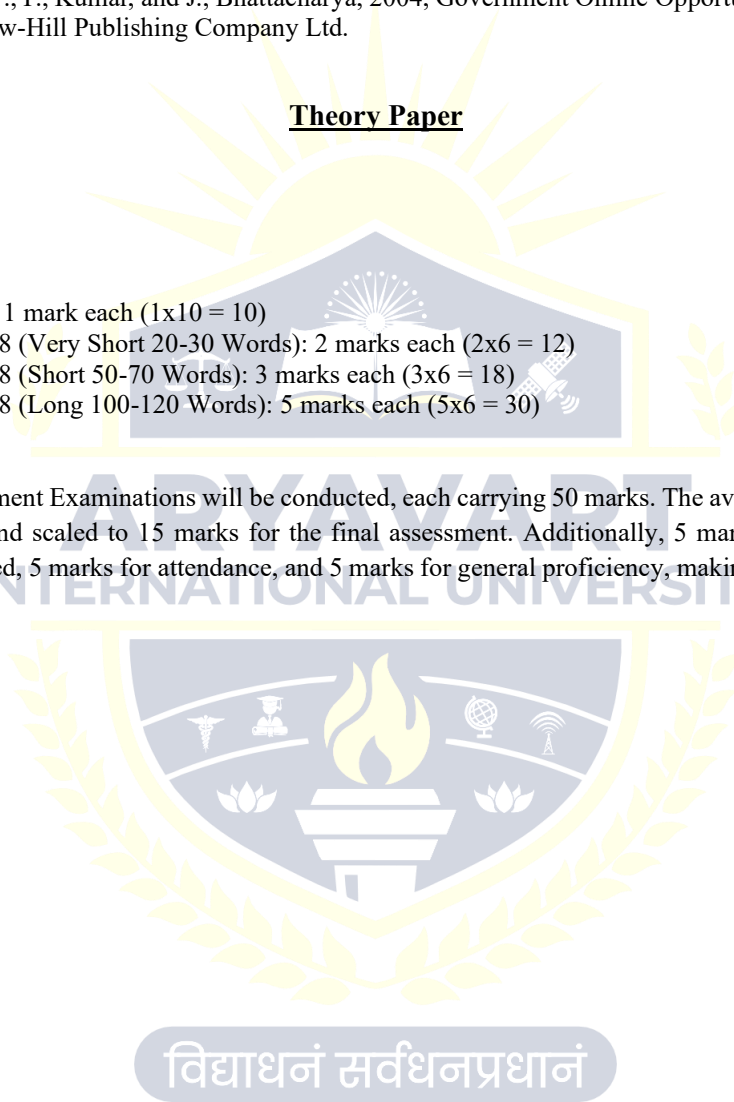 P., Kumar, and J., Bhattacharya, 2004, Government Online
w-Hill Publishing Company Ltd.
Theory Paper
1 mark each (1x10 = 10)
8 (Very Short 20-30 Words): 2 marks each (2x6 = 12)
8 (Short 50-70 Words): 3 marks each (3x6 = 18)
8 (Long 100-120 Words): 5 marks each (5x6 = 30)
ment Examinations will be conducted, each carrying 50 marks. The av
nd scaled to 15 marks for the final assessment. Additionally, 5 mar
ed, 5 marks for attendance, and 5 marks for general proficiency, makin
ARYAVART
NTERNATIONAL UNIVERSIT
विद्याधनं सर्वधनप्रधानं